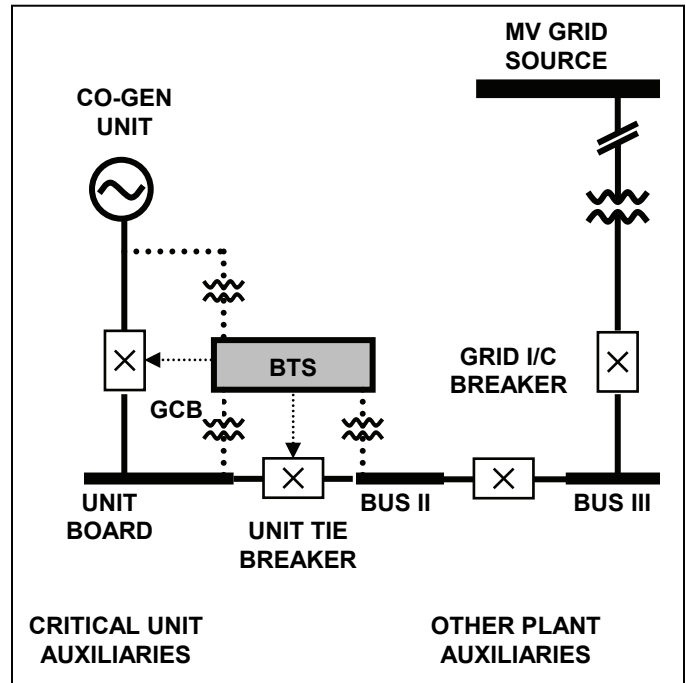 MV GRID
SOURCE
CO-GEN
UNIT
BTS
GRID I/C
BREAKER
GCB
UNIT
BOARD
UNIT TIE
BREAKER
BUS II
BUS III
CRITICAL UNIT
AUXILIARIES
OTHER PLANT
AUXILIARIES